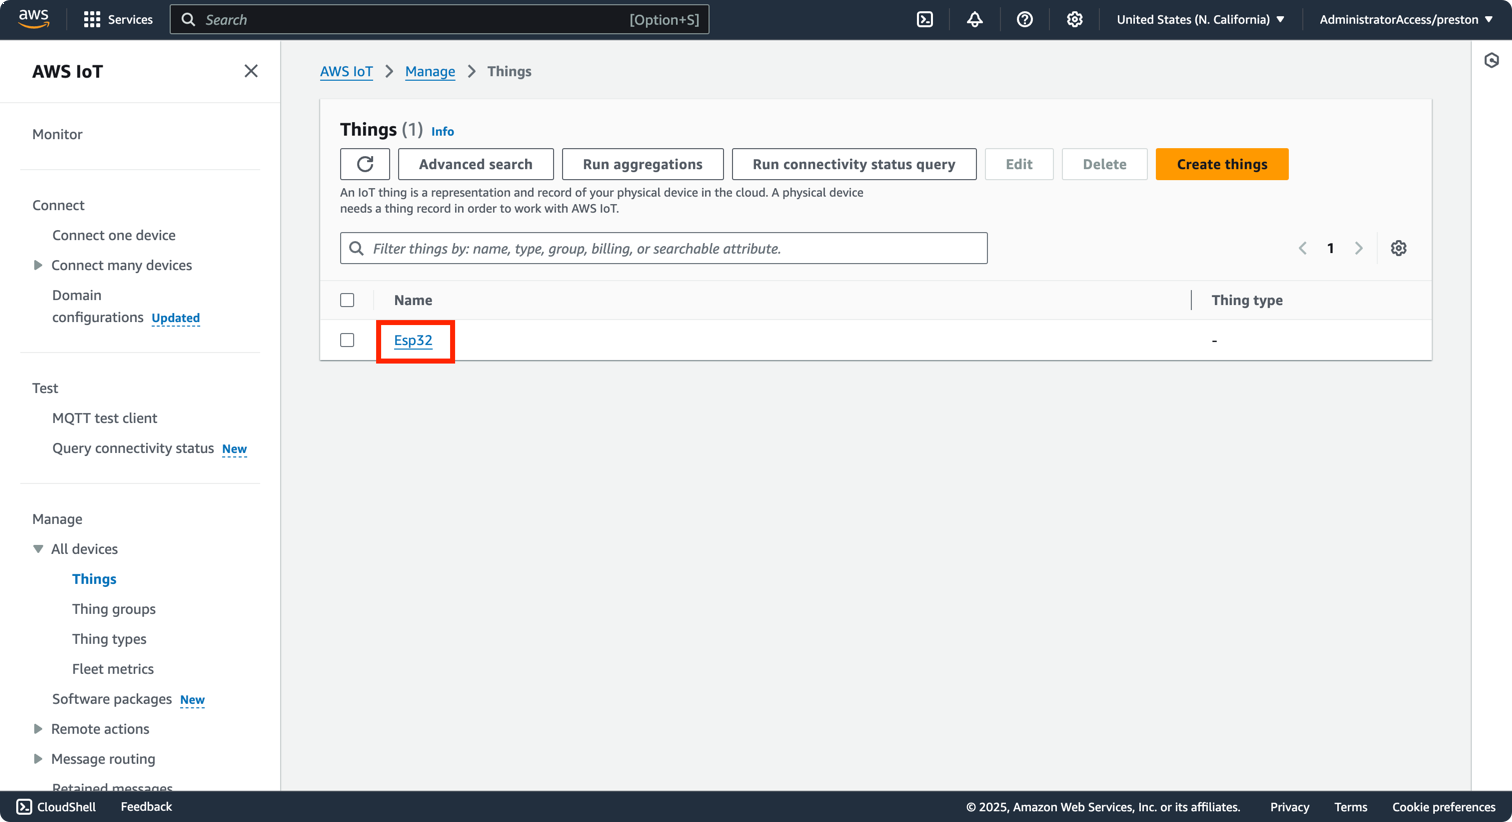 aws
Services
Search
[Option+S]
United States (N. California)
AdministratorAccess/preston
AWS IoT
Monitor
Connect
Connect one device
Connect many devices
Domain
configurations Updated
Test
MQTT test client
Query connectivity status New
Manage
All devices
Things
Thing groups
Thing types
Fleet metrics
Software packages New
Remote actions
Message routing
Retained messages
AWS IoT Manage Things
Things (1) Info
Advanced search
Run aggregations
Run connectivity status query
Edit
Delete
Create things
An IoT thing is a representation and record of your physical device in the cloud. A physical device
needs a thing record in order to work with AWS IoT.
Filter things by: name, type, group, billing, or searchable attribute.
1
Name Thing type
Esp32 -
CloudShell
Feedback
© 2025, Amazon Web Services, Inc. or its affiliates.
Privacy
Terms
Cookie preferences